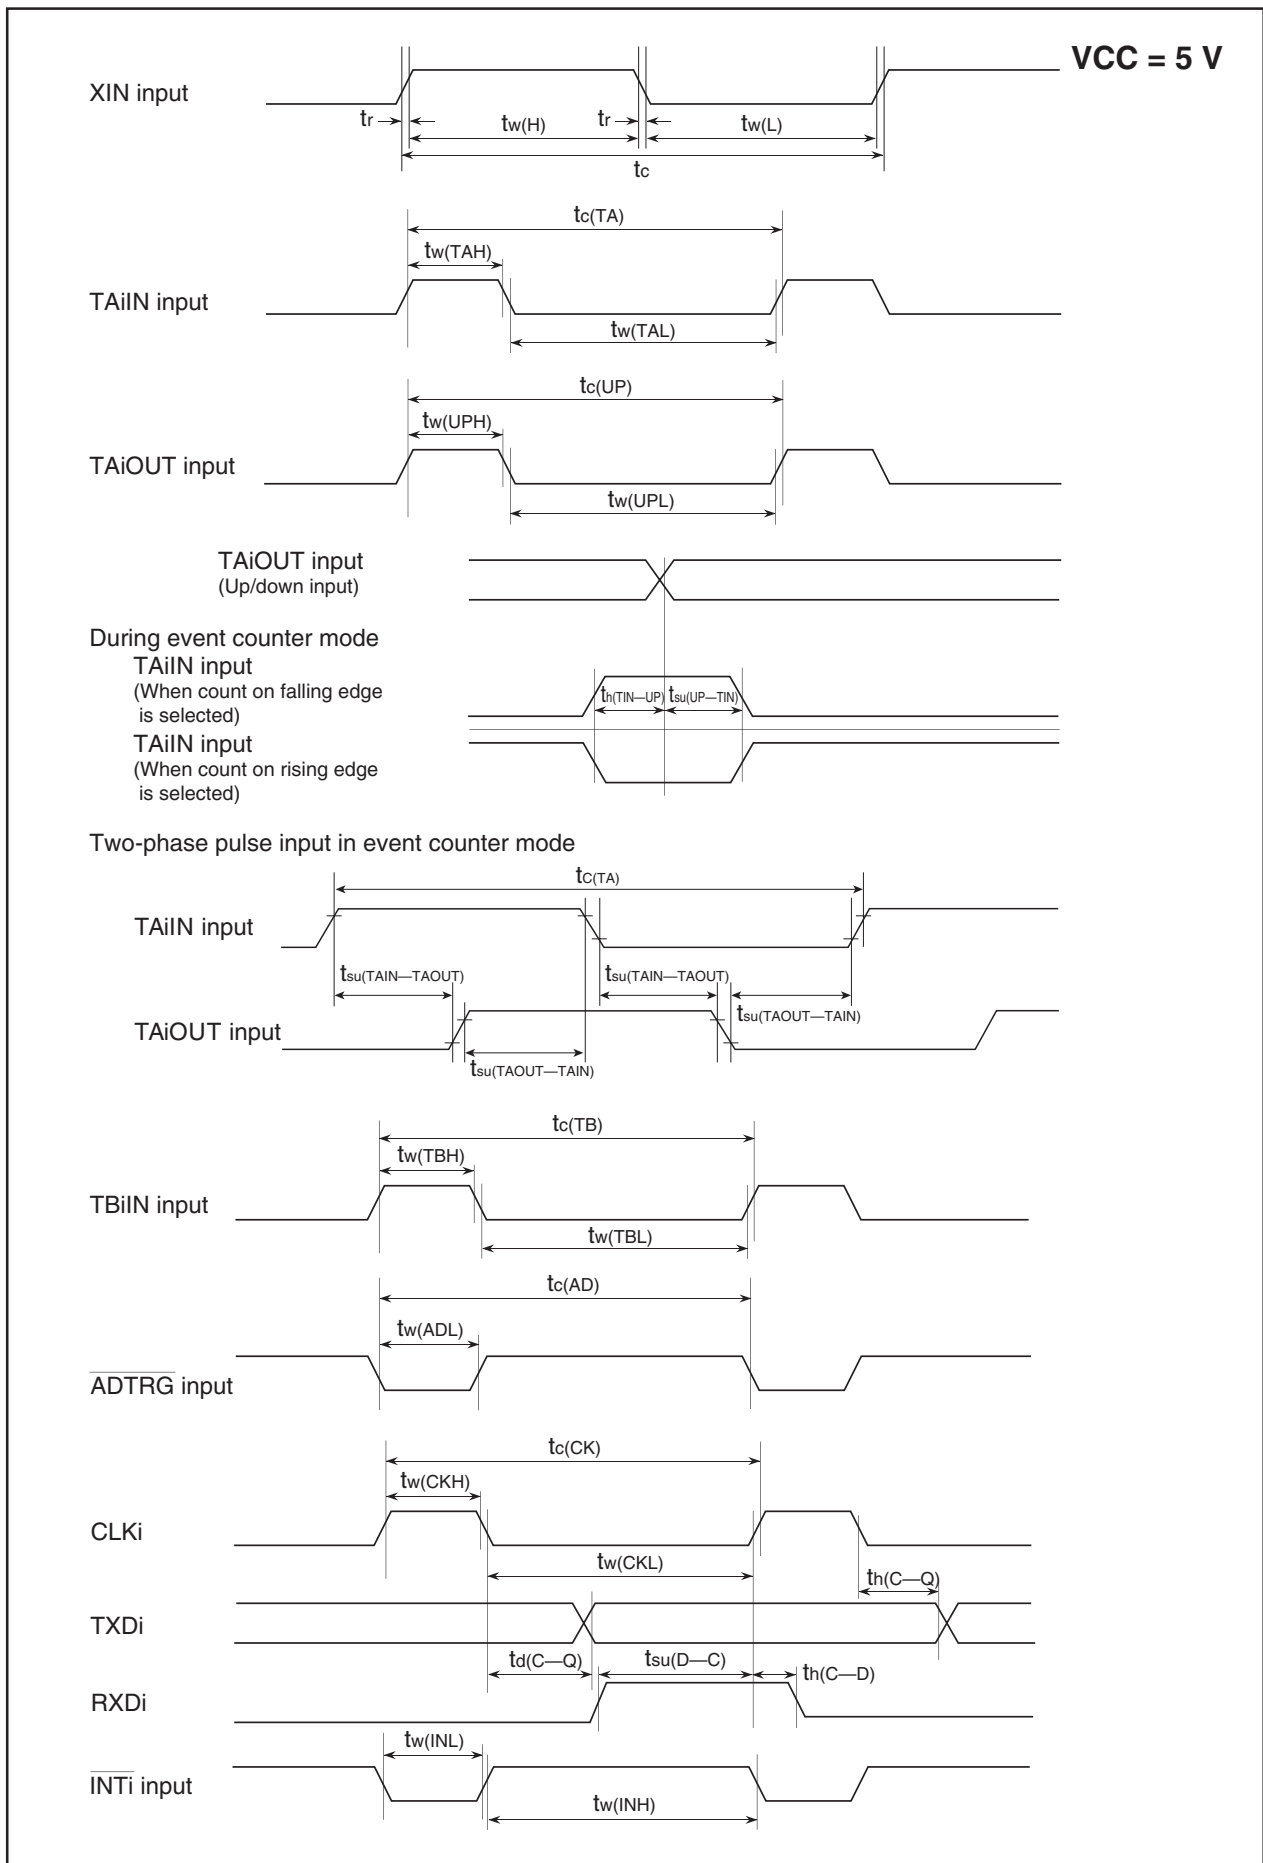 VCC = 5 V
XIN input
tr
tw(H)
tr
tw(L)
tc
tc(TA)
tw(TAH)
TAiIN input
tw(TAL)
tc(UP)
tw(UPH)
TAiOUT input
tw(UPL)
TAiOUT input
(Up/down input)
During event counter mode
TAiIN input
(When count on falling edge
is selected)
th(TIN—UP)
tsu(UP—TIN)
TAiIN input
(When count on rising edge
is selected)
Two-phase pulse input in event counter mode
tC(TA)
TAiIN input
tsu(TAIN—TAOUT)
tsu(TAIN—TAOUT)
tsu(TAOUT—TAIN)
TAiOUT input
tsu(TAOUT—TAIN)
tc(TB)
tw(TBH)
TBiIN input
tw(TBL)
tc(AD)
tw(ADL)
ADTRG input
tc(CK)
tw(CKH)
CLKi
tw(CKL)
th(C—Q)
TXDi
td(C—Q)
tsu(D—C)
th(C—D)
RXDi
tw(INL)
INTi input
tw(INH)